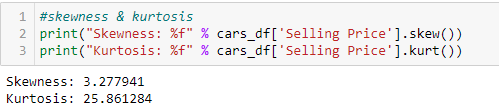 1 #skewness & kurtosis
2 print("Skewness: %f" % cars_df['Selling Price'].skew())
3 print("Kurtosis: %f" % cars_df['Selling Price'].kurt())
Skewness: 3.277941
Kurtosis: 25.861284